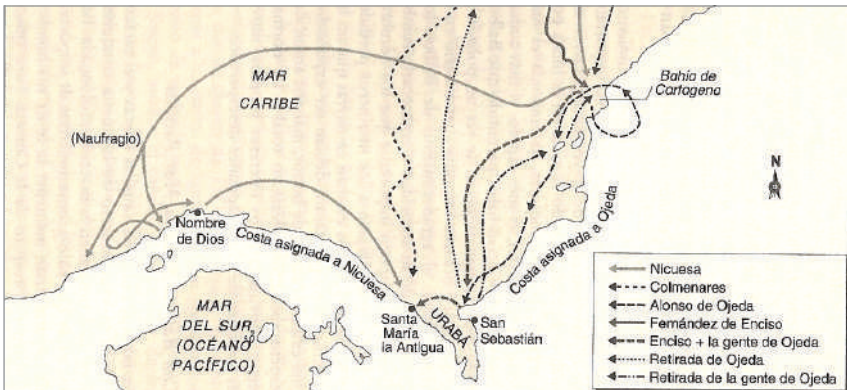 MAR
CARIBE
Bahía de
Cartagena
(Naufragio)
N
Nombre
de Dios
Costa asignada a Nicuesa
Costa asignada a Ojeda
MAR
DEL SUR
(OCÉANO
PACÍFICO)
Santa
María
la Antigua
URABÁ
San
Sebastián
Nicuesa
Colmenares
Alonso de Ojeda
Fernández de Enciso
Enciso + la gente de Ojeda
Retirada de Ojeda
Retirada de la gente de Ojeda